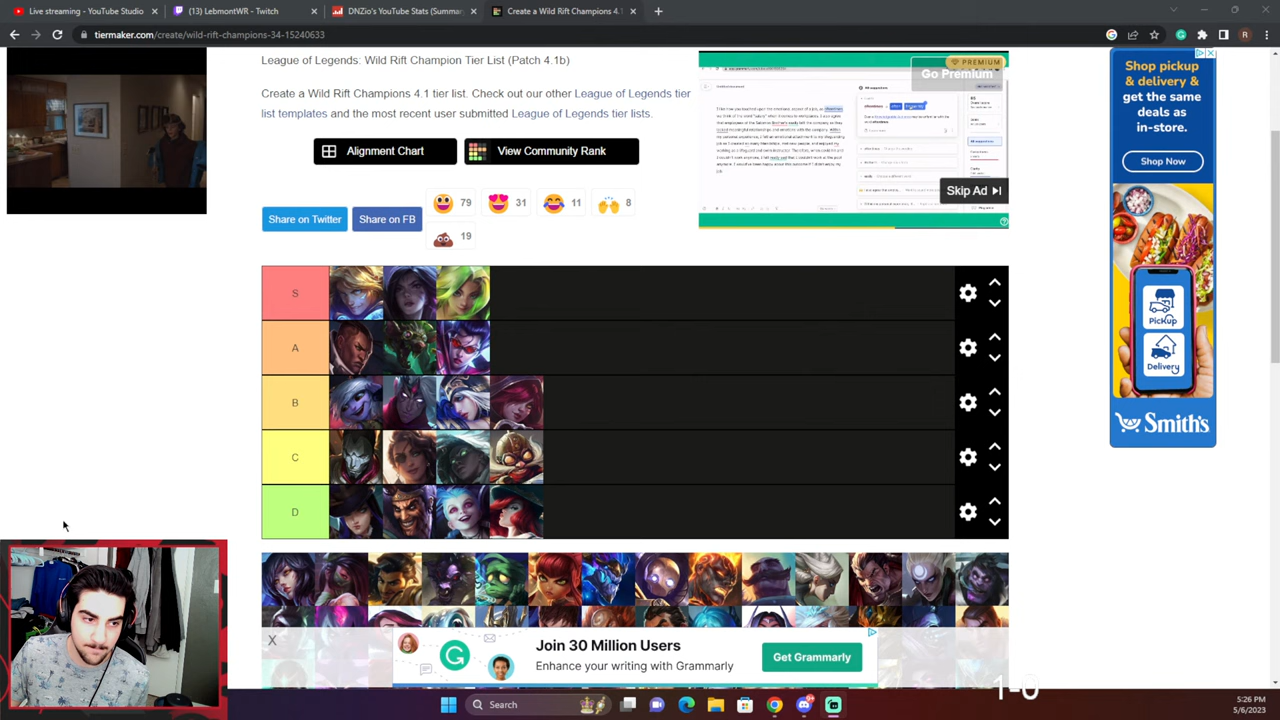 Live streaming - YouTube Studio
(13) LebmontWR - Twitch
DNZio's YouTube Stats (Summary
Create a Wild Rift Champions 4.1
tiermaker.com/create/wild-rift-champions-34-15240633
League of Legends: Wild Rift Champion Tier List (Patch 4.1b)
Create a Wild Rift Champions 4.1 tier list. Check out our other League of Legends tier
list templates and the most recent user submitted League of Legends tier lists.
Alignment Chart
View Community Rank
e on Twitter
Share on FB
79
31
11
8
19
PREMIUM
Go Premium
Skip Ad
S
A
B
C
D
Shop pickup
& delivery &
get the same
deals as
in-store.
Shop Now
PickUp
Delivery
Smith's
X
Join 30 Million Users
Enhance your writing with Grammarly
Get Grammarly
1-0
Search
5:26 PM
5/6/2023